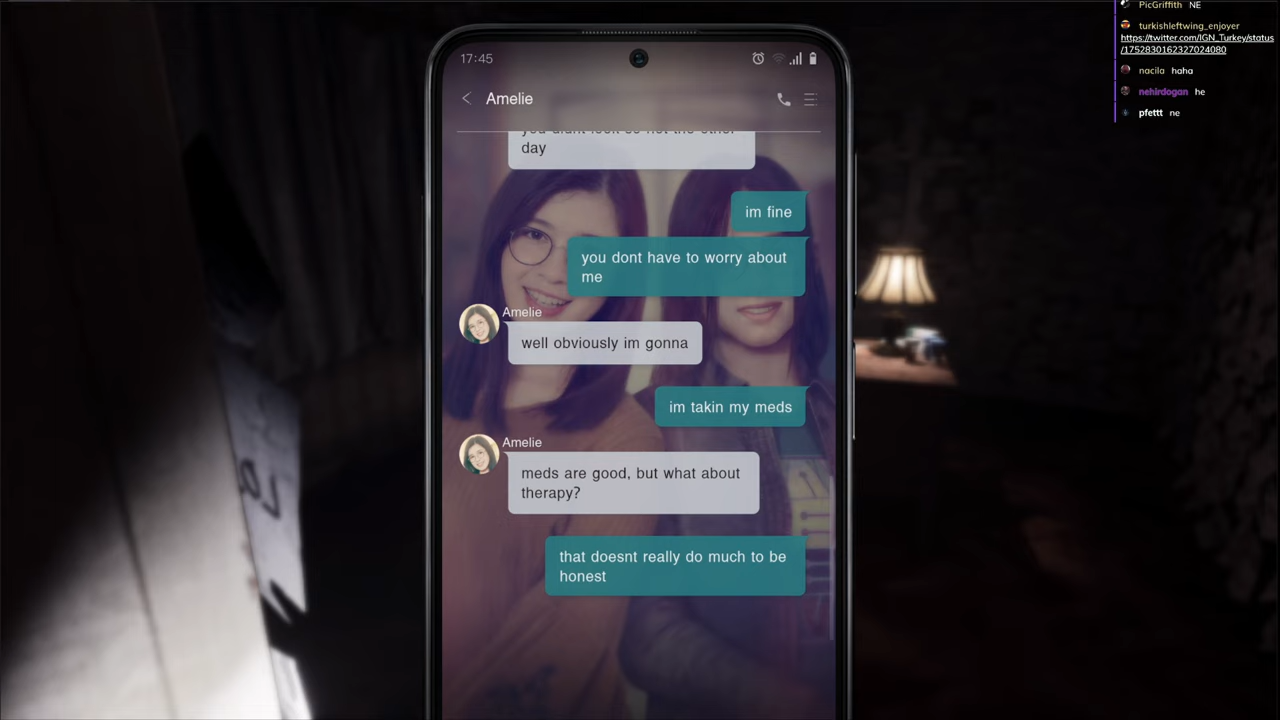 17:45
Amelie
day
im fine
you dont have to worry about
me
Amelie
well obviously im gonna
im takin my meds
Amelie
meds are good, but what about
therapy?
that doesnt really do much to be
honest
PicGriffith NE
turkishleftwing_enjoyer
https://twitter.com/IGN_Turkey/status
/1752830162327024080
nacila haha
nehirdogan he
pfettt ne